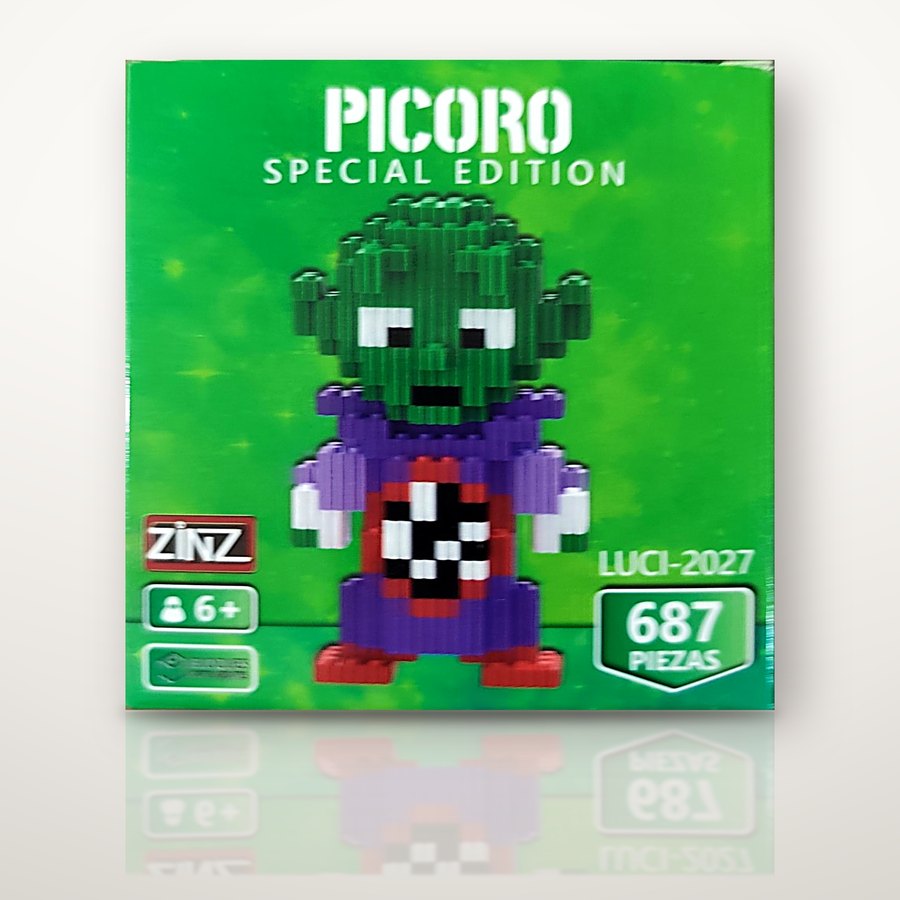 PICORO
SPECIAL EDITION
ZINZ
6+
LUCI-2027
687
PIEZAS